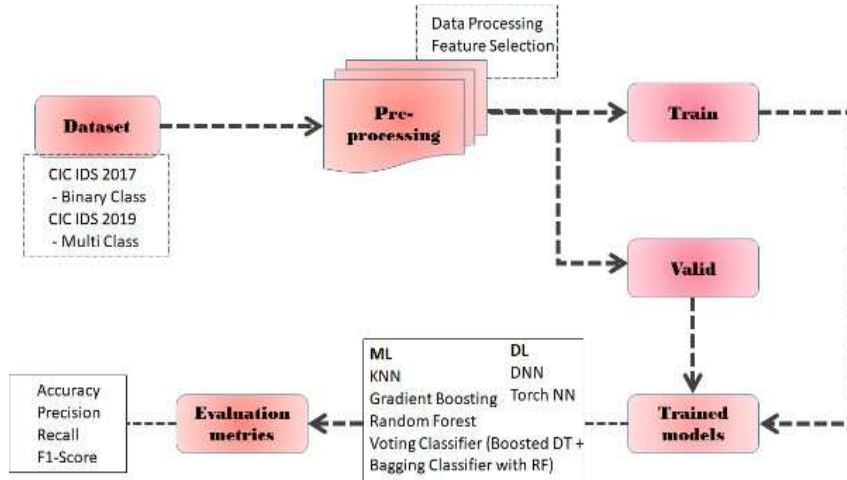 Data Processing
Feature Selection
Dataset
Pre-
processing
Train
CIC IDS 2017
- Binary Class
CIC IDS 2019
- Multi Class
Valid
ML
KNN
Gradient Boosting
Random Forest
Voting Classifier (Boosted DT +
Bagging Classifier with RF)
DL
DNN
Torch NN
Trained
models
Evaluation
metrics
Accuracy
Precision
Recall
F1-Score